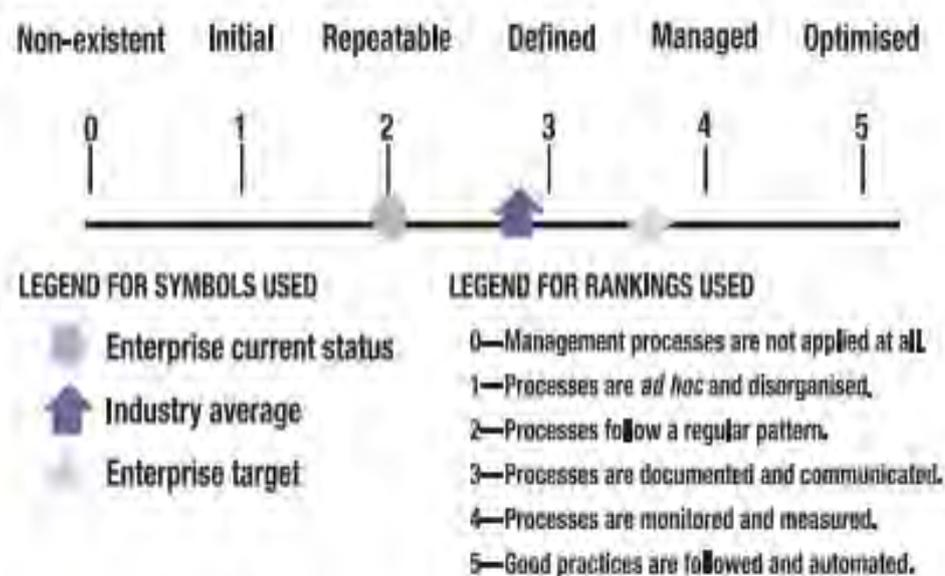 Non-existent Initial Repeatable Defined Managed Optimised
0 1 2 3 4 5
LEGEND FOR SYMBOLS USED
Enterprise current status
Industry average
Enterprise target
LEGEND FOR RANKINGS USED
0—Management processes are not applied at all.
1—Processes are ad hoc and disorganised.
2—Processes follow a regular pattern.
3—Processes are documented and communicated.
4—Processes are monitored and measured.
5—Good practices are followed and automated.